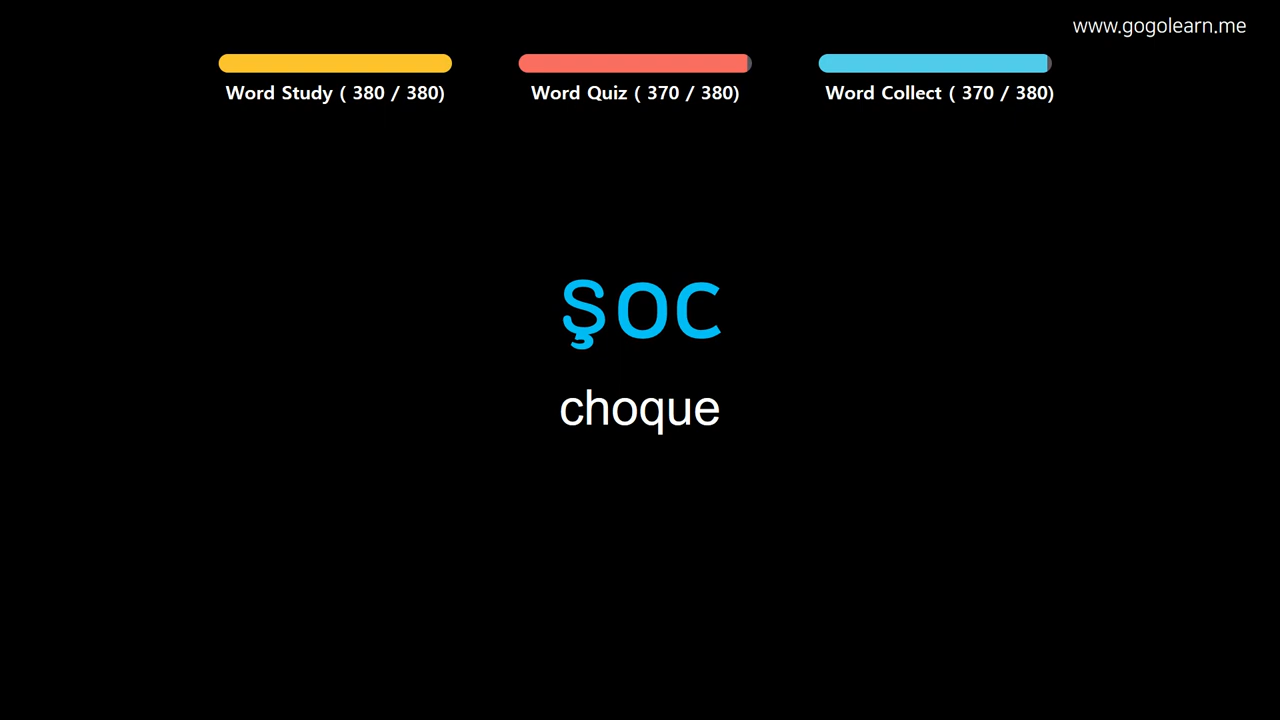 www.gogolearn.me
Word Study ( 380 / 380)
Word Quiz ( 370 / 380)
Word Collect ( 370 / 380)
şoc
choque